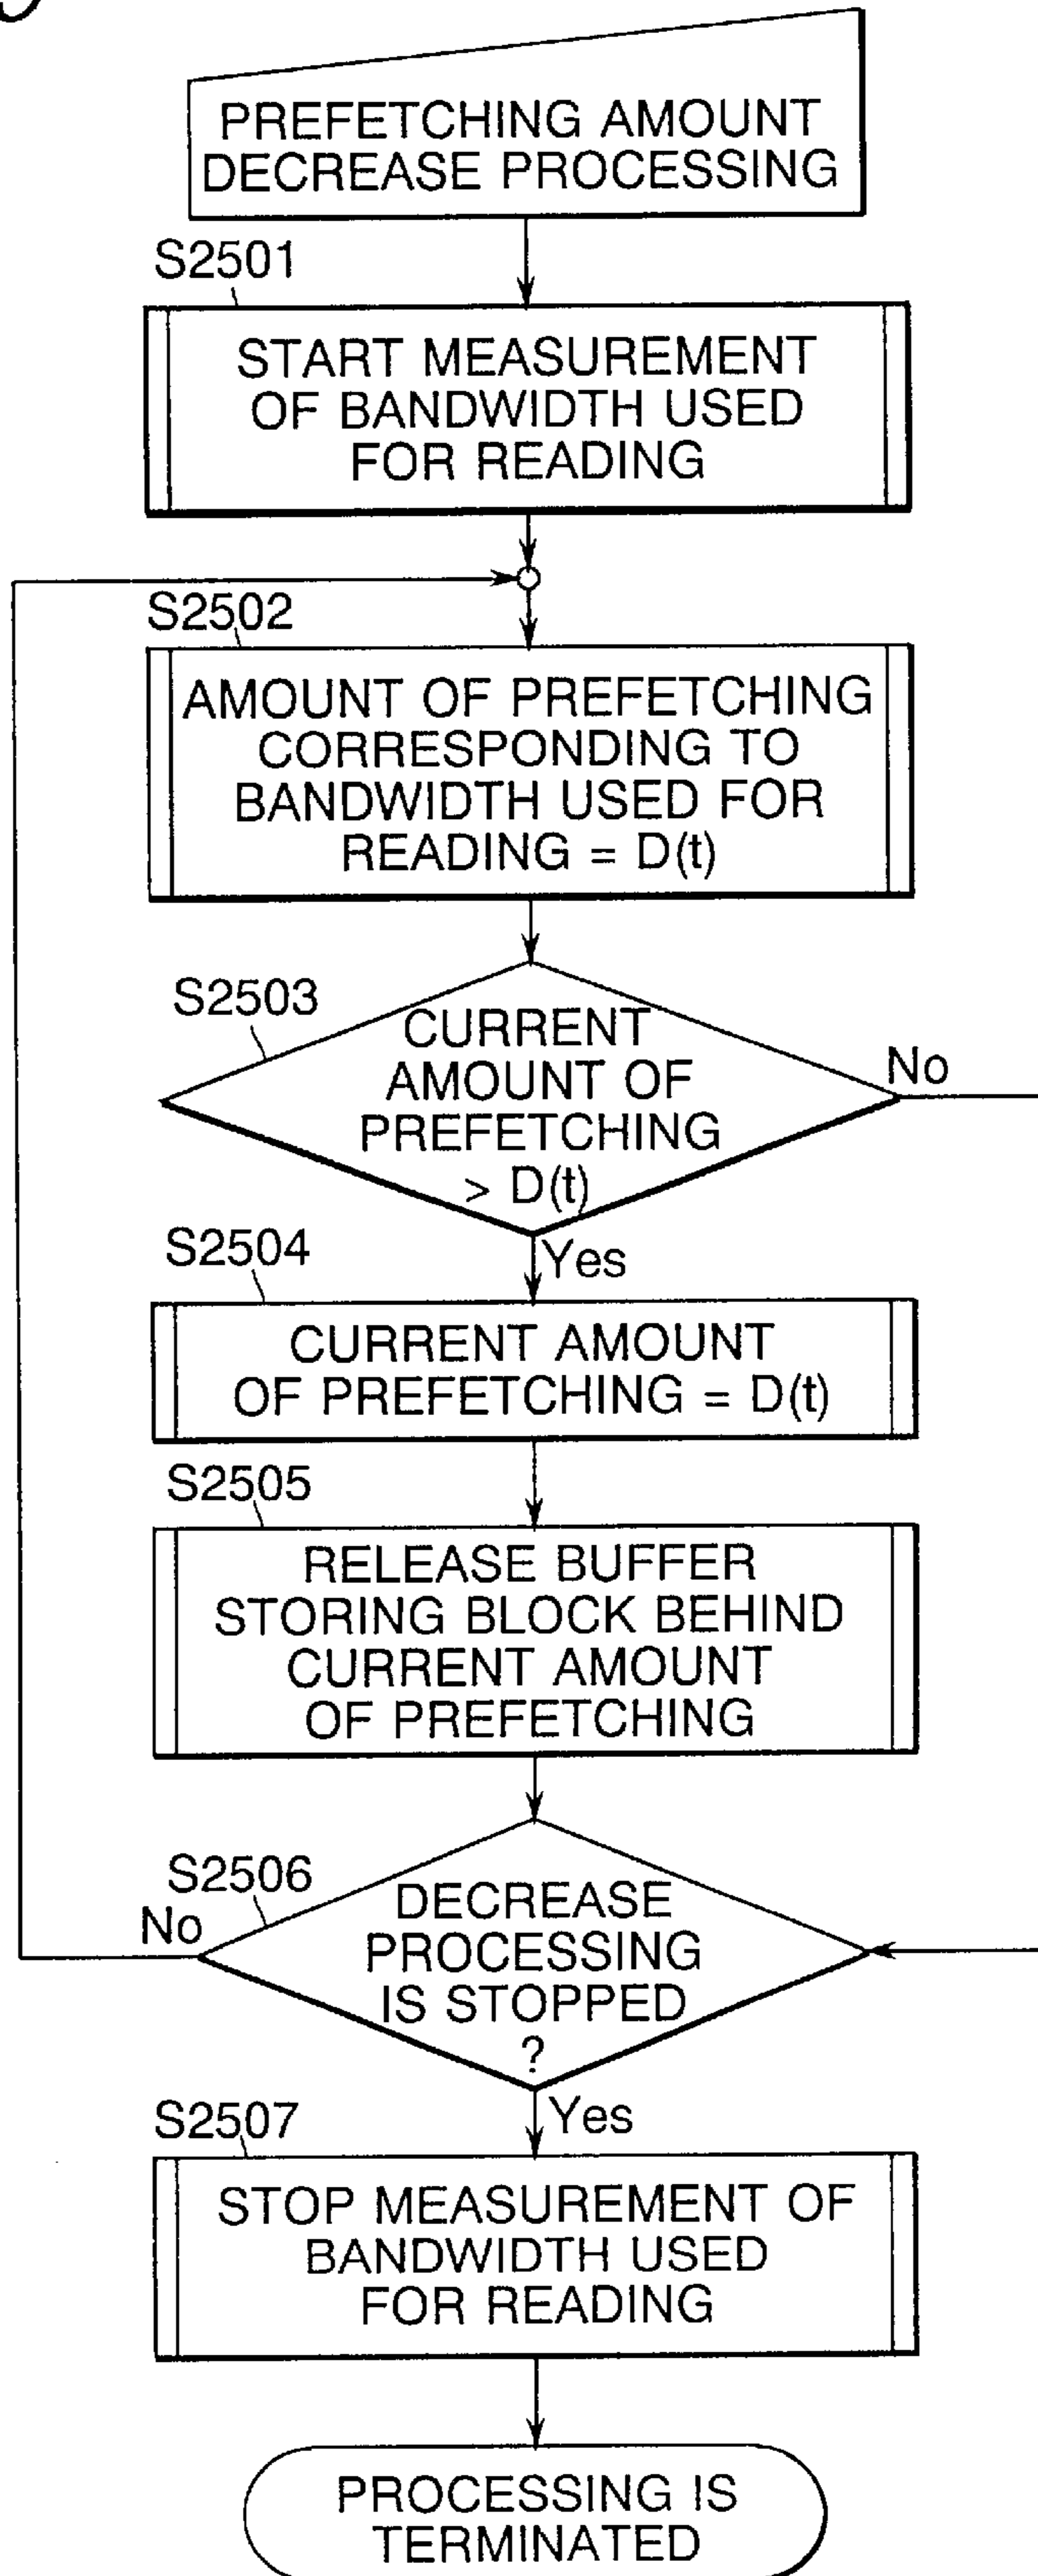 PREFETCHING AMOUNT
DECREASE PROCESSING
S2501
START MEASUREMENT
OF BANDWIDTH USED
FOR READING
S2502
AMOUNT OF PREFETCHING
CORRESPONDING TO
BANDWIDTH USED FOR
READING = D(t)
S2503
CURRENT
AMOUNT OF
PREFETCHING
> D(t)
No
Yes
S2504
CURRENT AMOUNT
OF PREFETCHING = D(t)
S2505
RELEASE BUFFER
STORING BLOCK BEHIND
CURRENT AMOUNT
OF PREFETCHING
S2506
No
DECREASE
PROCESSING
IS STOPPED
?
Yes
S2507
STOP MEASUREMENT OF
BANDWIDTH USED
FOR READING
PROCESSING IS
TERMINATED